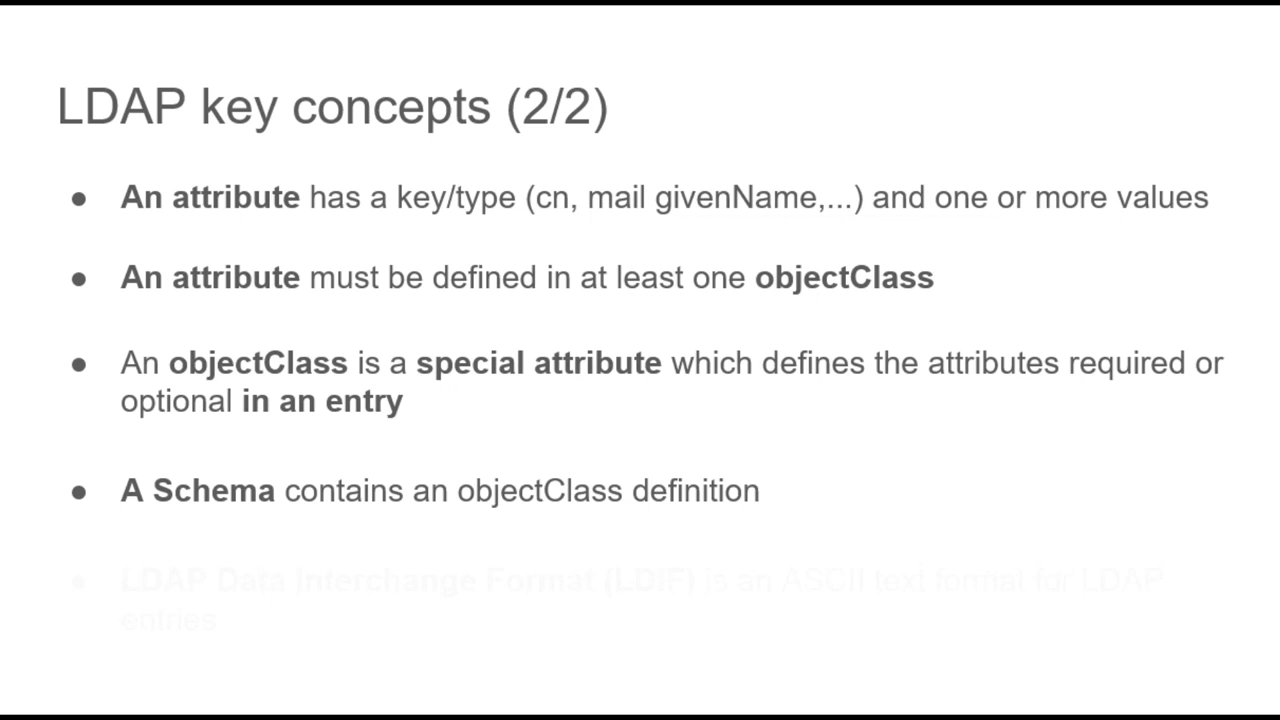 LDAP key concepts (2/2)
● An attribute has a key/type (cn, mail givenName,...) and one or more values
● An attribute must be defined in at least one objectClass
● An objectClass is a special attribute which defines the attributes required or
optional in an entry
● A Schema contains an objectClass definition
● LDAP Data Interchange Format (LDIF) is an ASCII text format for LDAP
entries